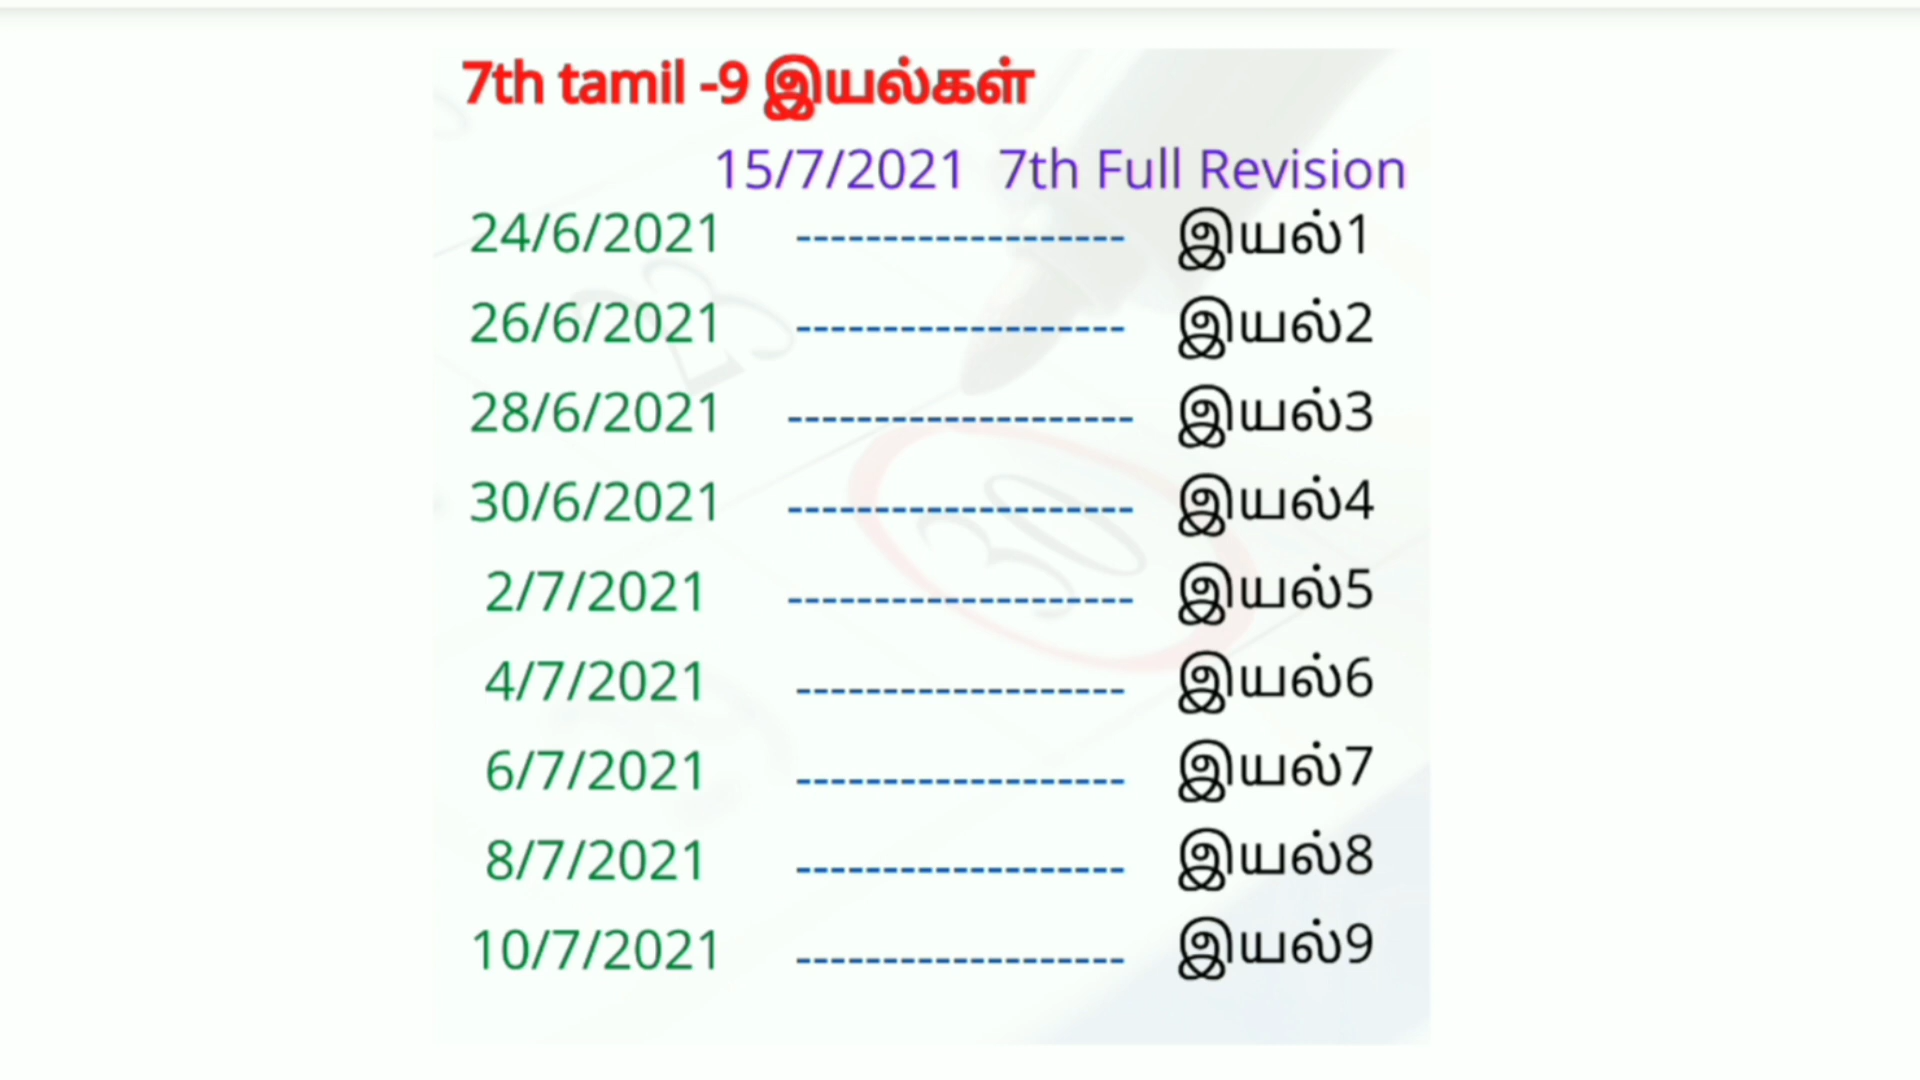 7th tamil -9 இயல்கள்
15/7/2021 7th Full Revision
24/6/2021 ------------------- இயல்1
26/6/2021 ------------------- இயல்2
28/6/2021 -------------------- இயல்3
30/6/2021 -------------------- இயல்4
2/7/2021 -------------------- இயல்5
4/7/2021 ------------------- இயல்6
6/7/2021 ------------------- இயல்7
8/7/2021 ------------------- இயல்8
10/7/2021 ------------------- இயல்9
23
30